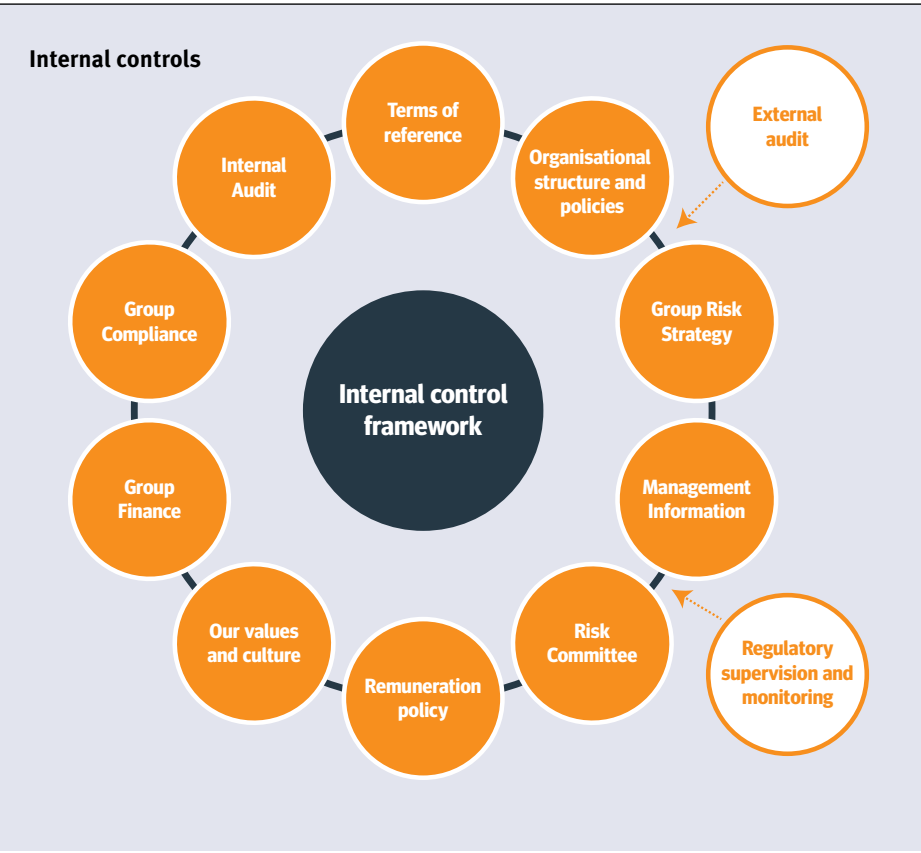 Internal controls
Terms of
reference
External
audit
Internal
Audit
Organisational
structure and
policies
Group
Compliance
Group Risk
Strategy
Internal control
framework
Group
Finance
Management
Information
Our values
and culture
Risk
Committee
Remuneration
policy
Regulatory
supervision and
monitoring